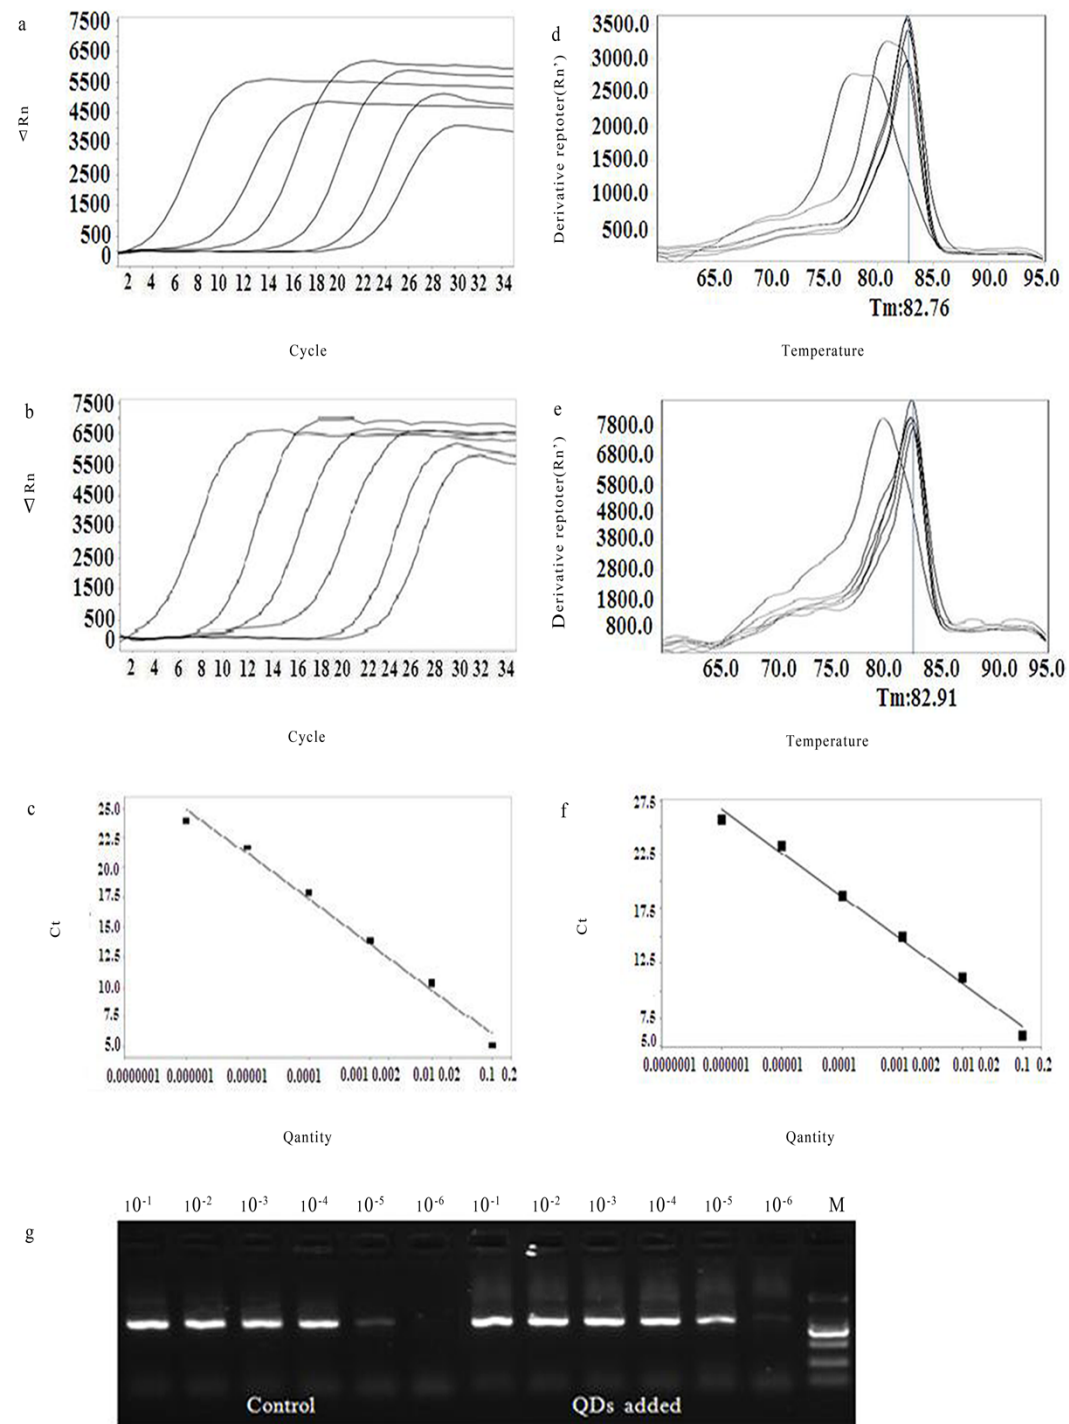 a
7500
6500
5500
4500
3500
2500
1500
500
0
∇Rn
2 4 6 8 10 12 14 16 18 20 22 24 26 28 30 32 34
Cycle
d
3500.0
3000.0
2500.0
2000.0
1500.0
1000.0
500.0
Derivative reptoter(Rn’)
65.0 70.0 75.0 80.0 85.0 90.0 95.0
Tm:82.76
Temperature
b
7500
6500
5500
4500
3500
2500
1500
500
0
∇Rn
2 4 6 8 10 12 14 16 18 20 22 24 26 28 30 32 34
Cycle
e
7800.0
6800.0
5800.0
4800.0
3800.0
2800.0
1800.0
800.0
Derivative reptoter(Rn’)
65.0 70.0 75.0 80.0 85.0 90.0 95.0
Tm:82.91
Temperature
c
25.0
22.5
20.0
17.5
15.0
12.5
10.0
7.5
5.0
Ct
0.0000001 0.000001 0.00001 0.0001 0.001 0.002 0.01 0.02 0.1 0.2
Qantity
f
27.5
22.5
17.5
12.5
7.5
5.0
Ct
0.0000001 0.000001 0.00001 0.0001 0.001 0.002 0.01 0.02 0.1 0.2
Qantity
g
10⁻¹ 10⁻² 10⁻³ 10⁻⁴ 10⁻⁵ 10⁻⁶ 10⁻¹ 10⁻² 10⁻³ 10⁻⁴ 10⁻⁵ 10⁻⁶ M
Control QDs added